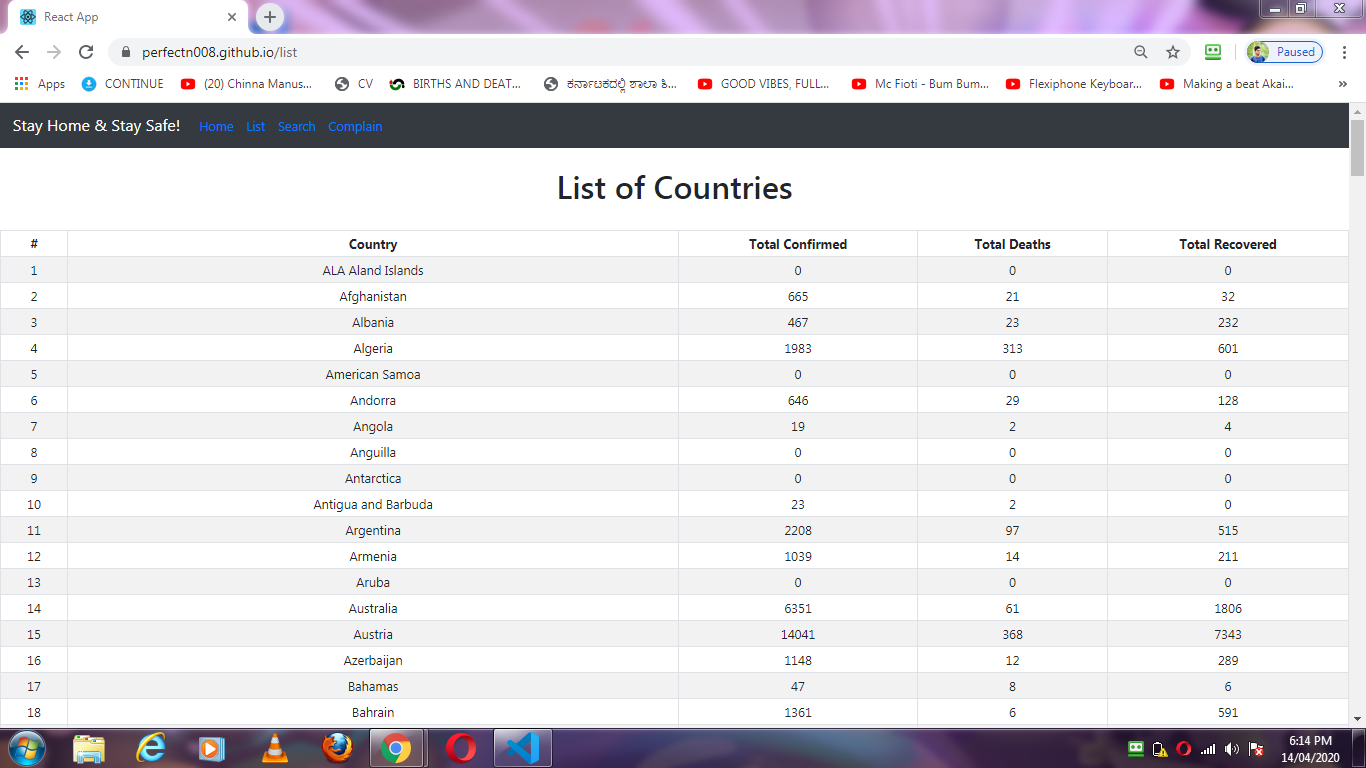 React App
perfectn008.github.io/list
Paused
Apps CONTINUE (20) Chinna Manus... CV BIRTHS AND DEAT... ಕರ್ನಾಟಕದಲ್ಲಿ ಶಾಲಾ ಶಿ... GOOD VIBES, FULL... Mc Fioti - Bum Bum... Flexiphone Keyboar... Making a beat Akai... »
Stay Home & Stay Safe! Home List Search Complain
List of Countries
# Country Total Confirmed Total Deaths Total Recovered
1 ALA Aland Islands 0 0 0
2 Afghanistan 665 21 32
3 Albania 467 23 232
4 Algeria 1983 313 601
5 American Samoa 0 0 0
6 Andorra 646 29 128
7 Angola 19 2 4
8 Anguilla 0 0 0
9 Antarctica 0 0 0
10 Antigua and Barbuda 23 2 0
11 Argentina 2208 97 515
12 Armenia 1039 14 211
13 Aruba 0 0 0
14 Australia 6351 61 1806
15 Austria 14041 368 7343
16 Azerbaijan 1148 12 289
17 Bahamas 47 8 6
18 Bahrain 1361 6 591
6:14 PM
14/04/2020